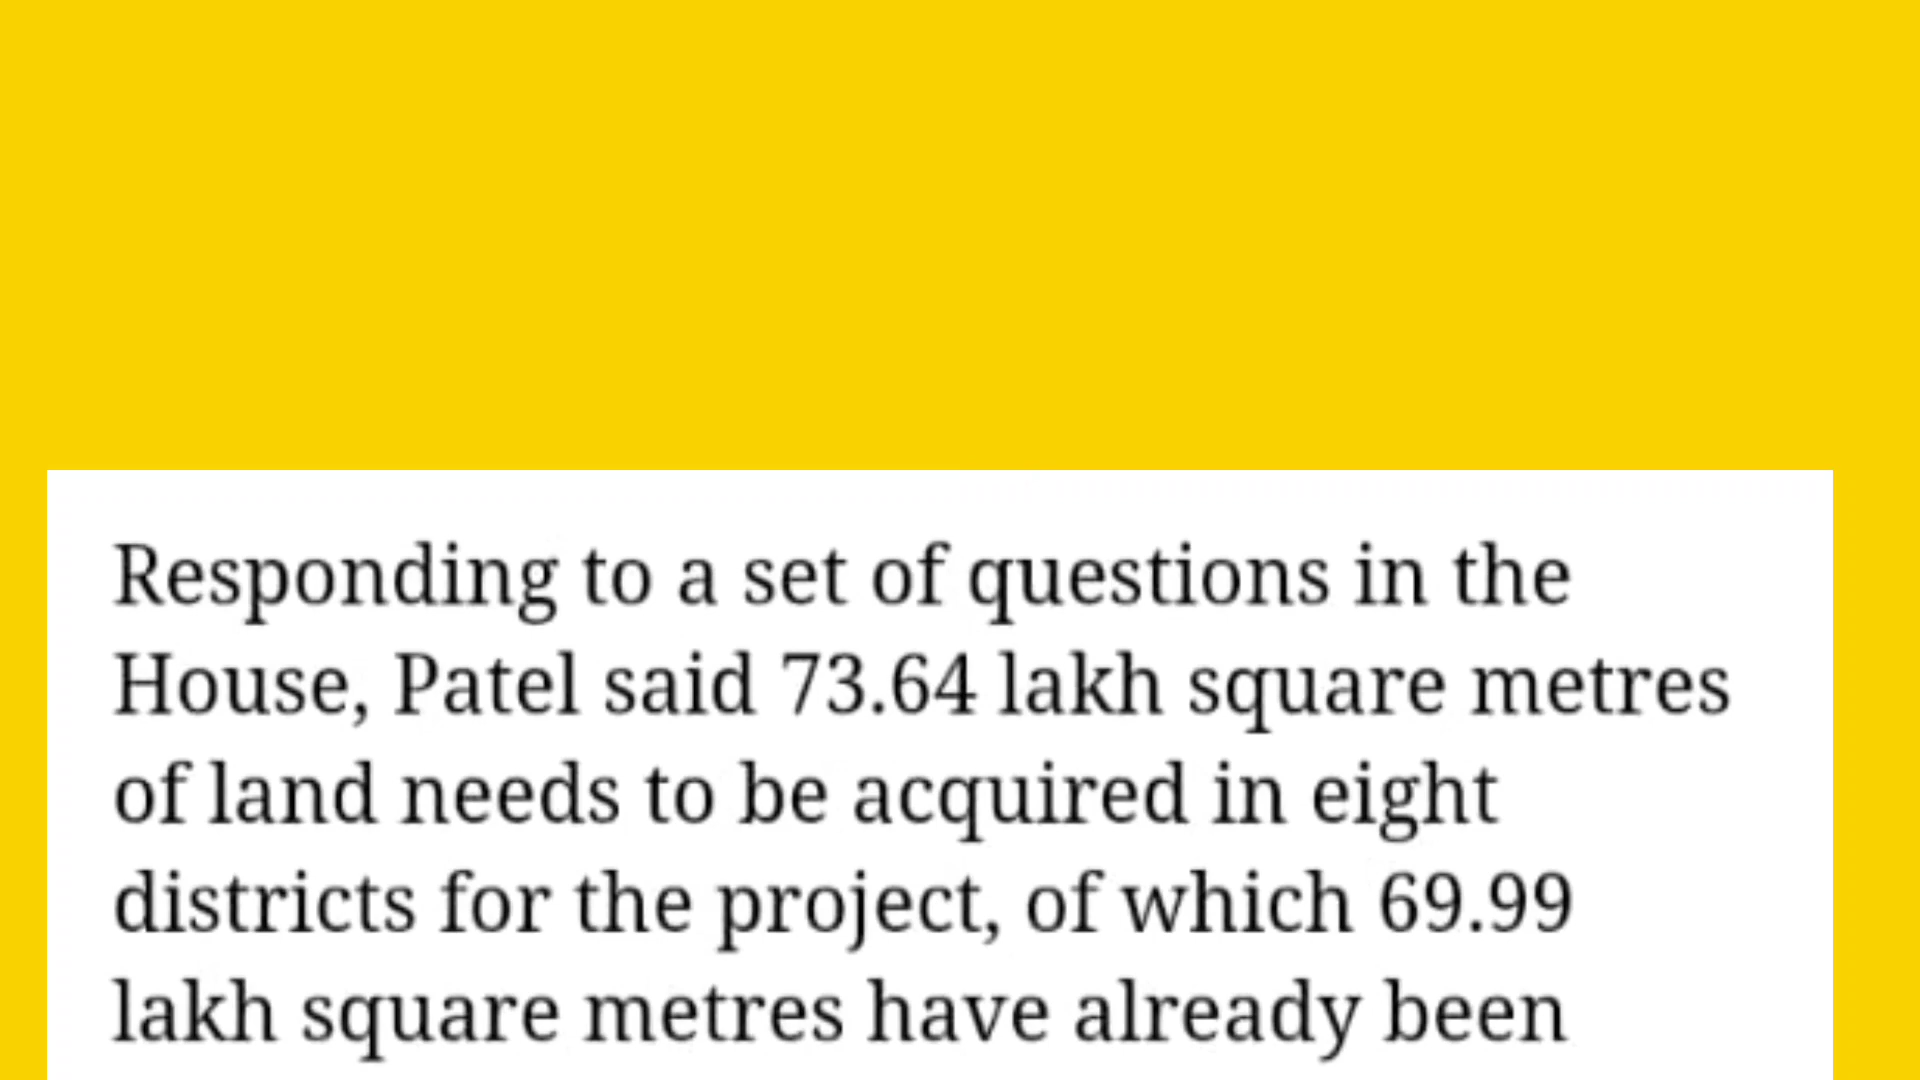 Responding to a set of questions in the
House, Patel said 73.64 lakh square metres
of land needs to be acquired in eight
districts for the project, of which 69.99
lakh square metres have already been